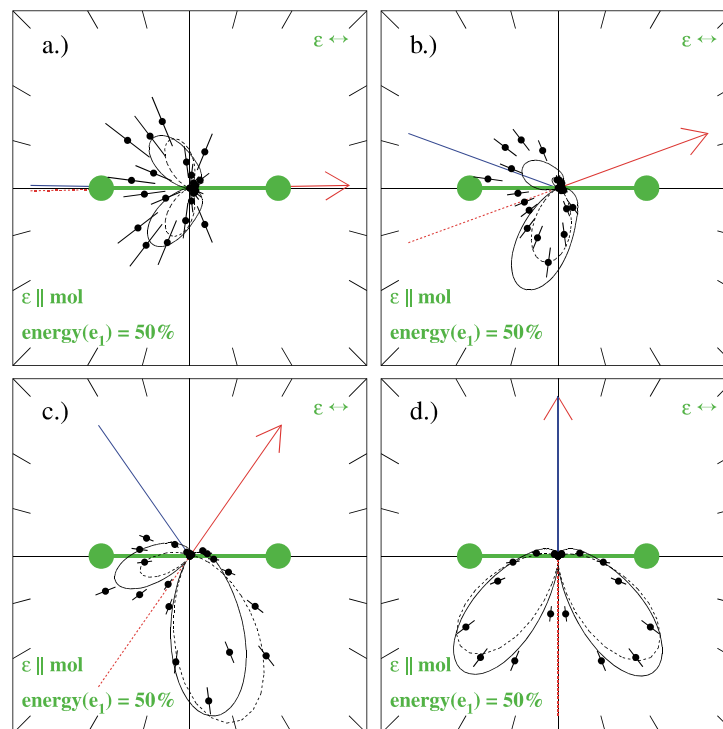 a.)
ε ↔
ε || mol
energy(e₁) = 50%
b.)
ε ↔
ε || mol
energy(e₁) = 50%
c.)
ε ↔
ε || mol
energy(e₁) = 50%
d.)
ε ↔
ε || mol
energy(e₁) = 50%